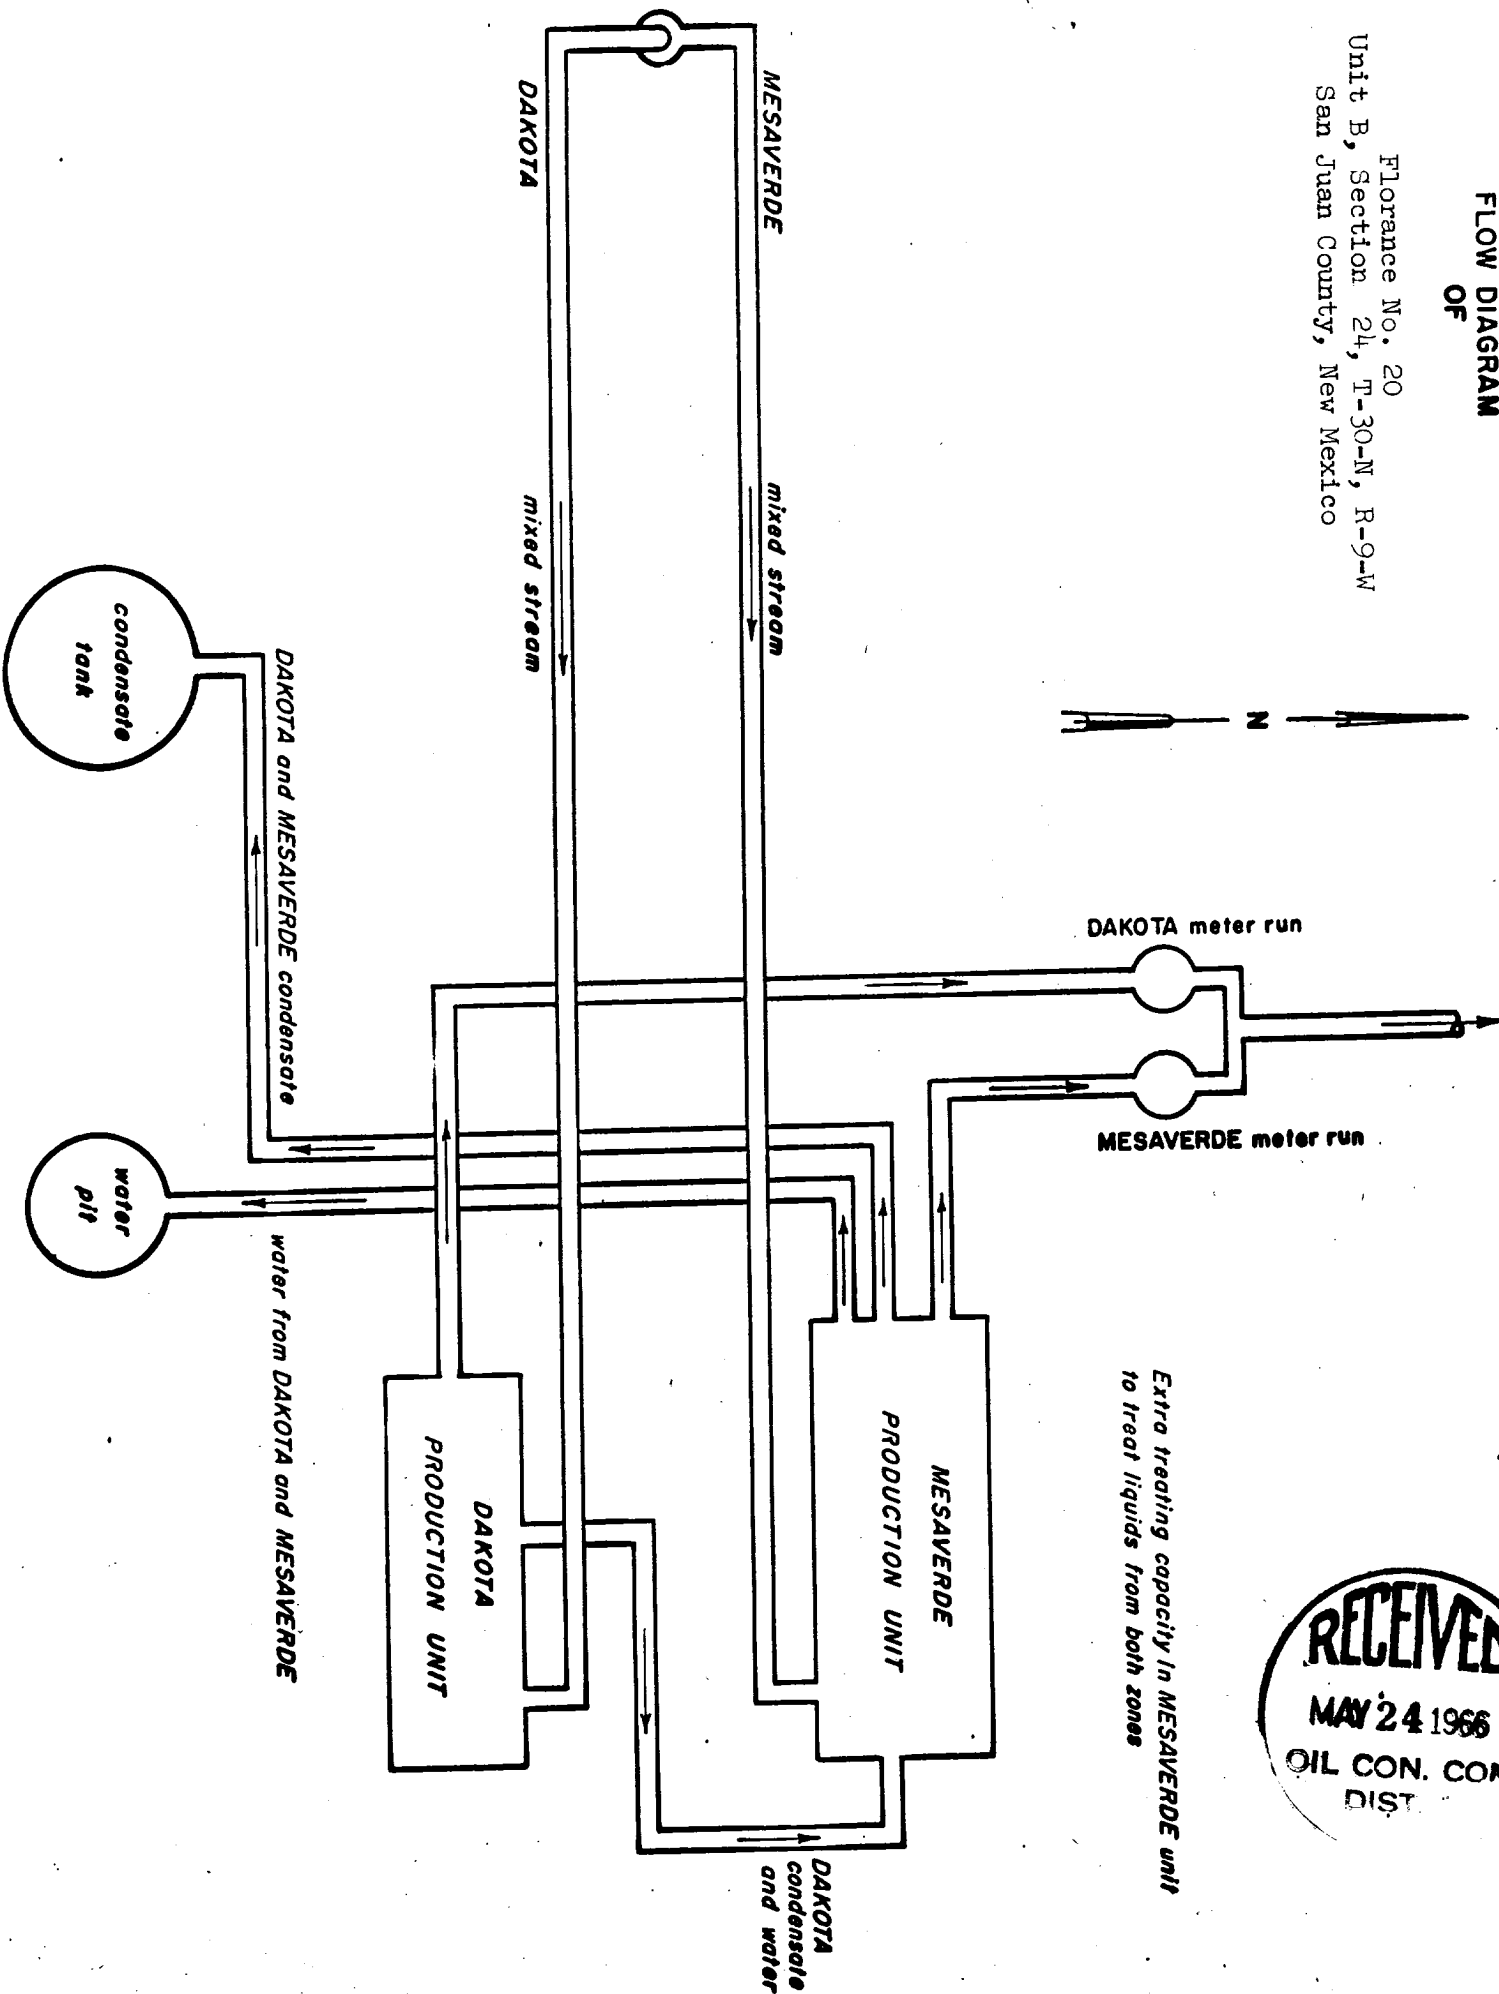 FLOW DIAGRAM
OF
Florance No. 20
Unit B, Section 24, T-30-N, R-9-W
San Juan County, New Mexico
N
MESAVERDE
DAKOTA
mixed stream
mixed stream
DAKOTA meter run
MESAVERDE meter run
condensate
tank
DAKOTA and MESAVERDE condensate
water
pit
water from DAKOTA and MESAVERDE
MESAVERDE
PRODUCTION UNIT
DAKOTA
PRODUCTION UNIT
Extra treating capacity in MESAVERDE unit
to treat liquids from both zones
DAKOTA
condensate
and water
RECEIVED
MAY 24 1966
OIL CON. COM
DIST.